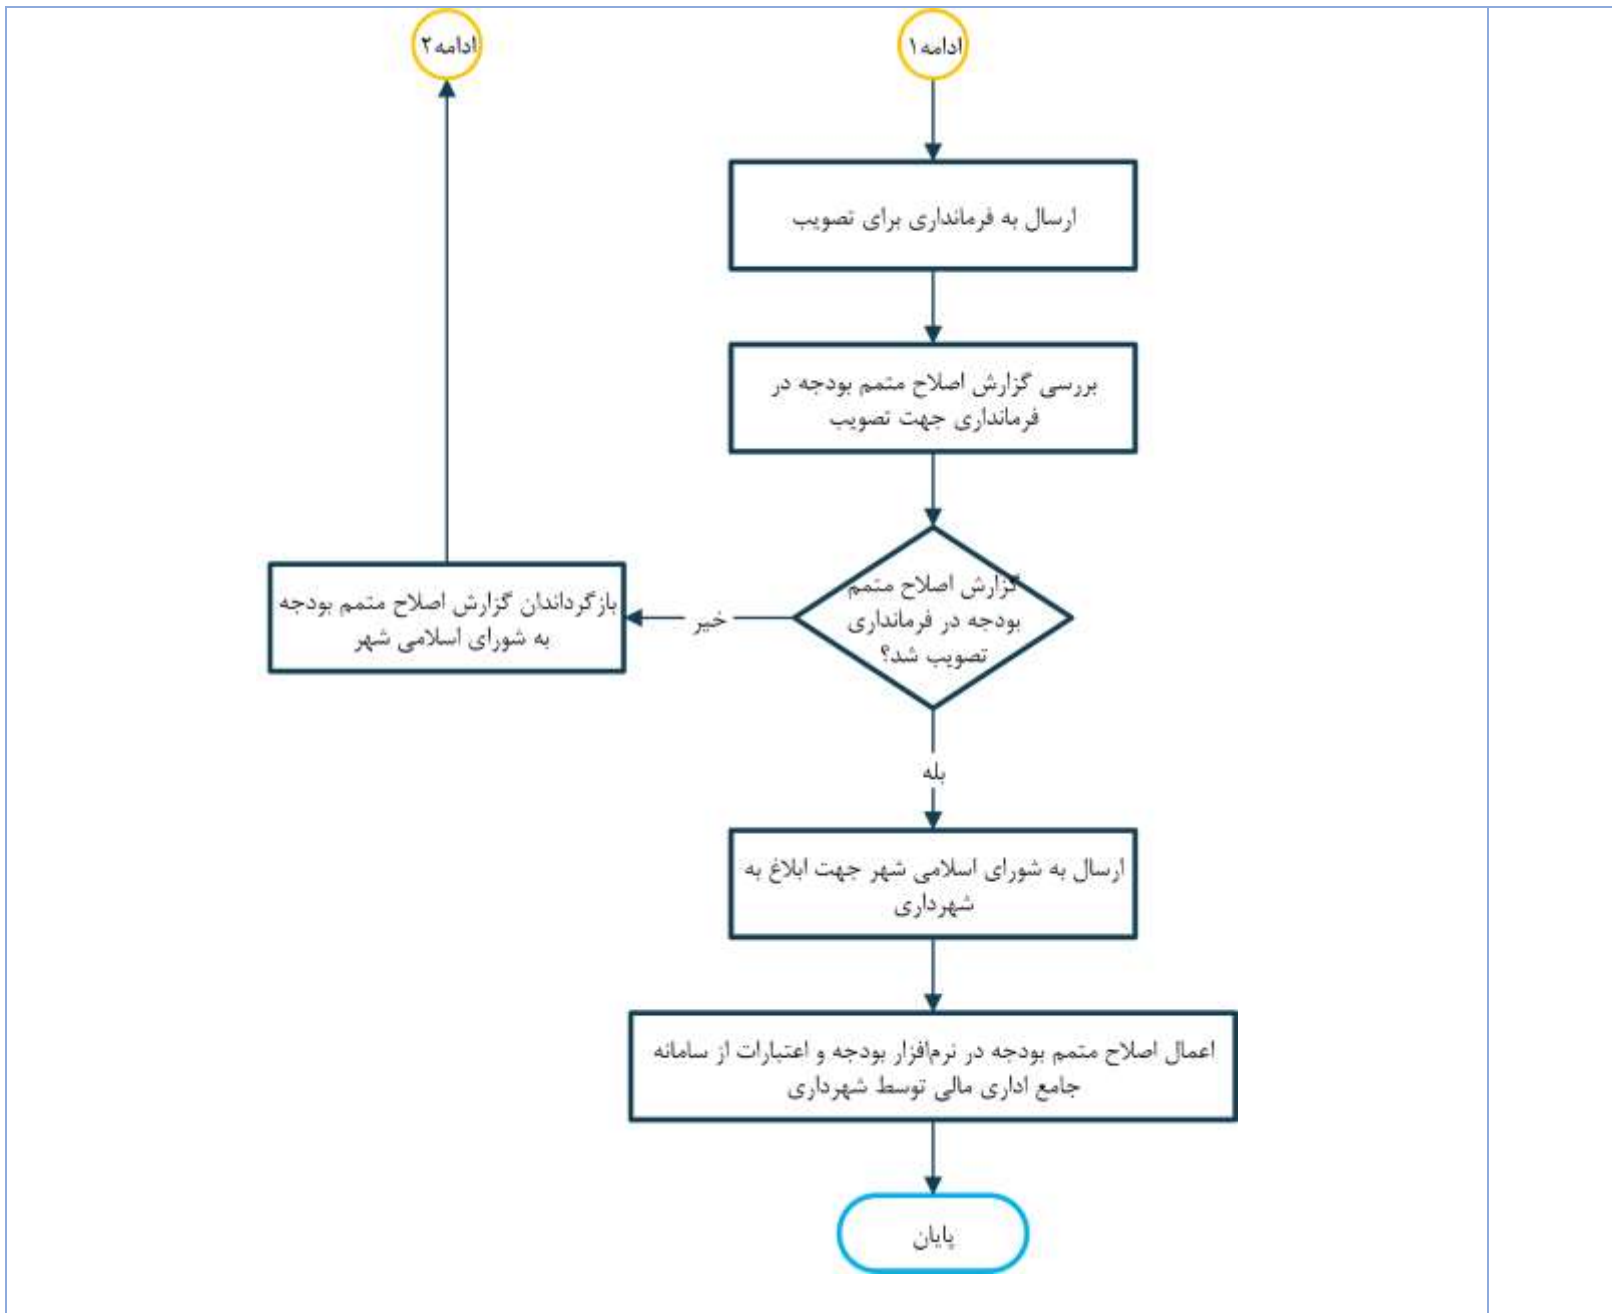 ادامه۱
ادامه۲
ارسال به فرمانداری برای تصویب
بررسی گزارش اصلاح متمم بودجه در
فرمانداری جهت تصویب
گزارش اصلاح متمم
بودجه در فرمانداری
تصویب شد؟
خیر
بازگرداندان گزارش اصلاح متمم بودجه
به شورای اسلامی شهر
بله
ارسال به شورای اسلامی شهر جهت ابلاغ به
شهرداری
اعمال اصلاح متمم بودجه در نرم‌افزار بودجه و اعتبارات از سامانه
جامع اداری مالی توسط شهرداری
پایان